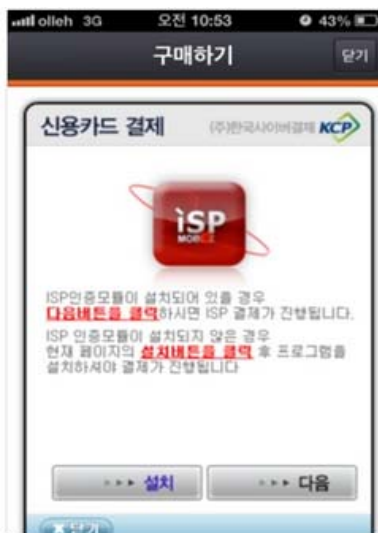 olleh 3G 오전 10:53 43%
구매하기 닫기
신용카드 결제 (주)한국사이버결제 KCP
ISP
MOBILE
ISP인증모듈이 설치되어 있을 경우
다음버튼을 클릭하시면 ISP 결제가 진행됩니다.
ISP 인증모듈이 설치되지 않은 경우
현재 페이지의 설치버튼을 클릭 후 프로그램을
설치하셔야 결제가 진행됩니다
▸▸▸ 설치 ▸▸▸ 다음
× 닫기